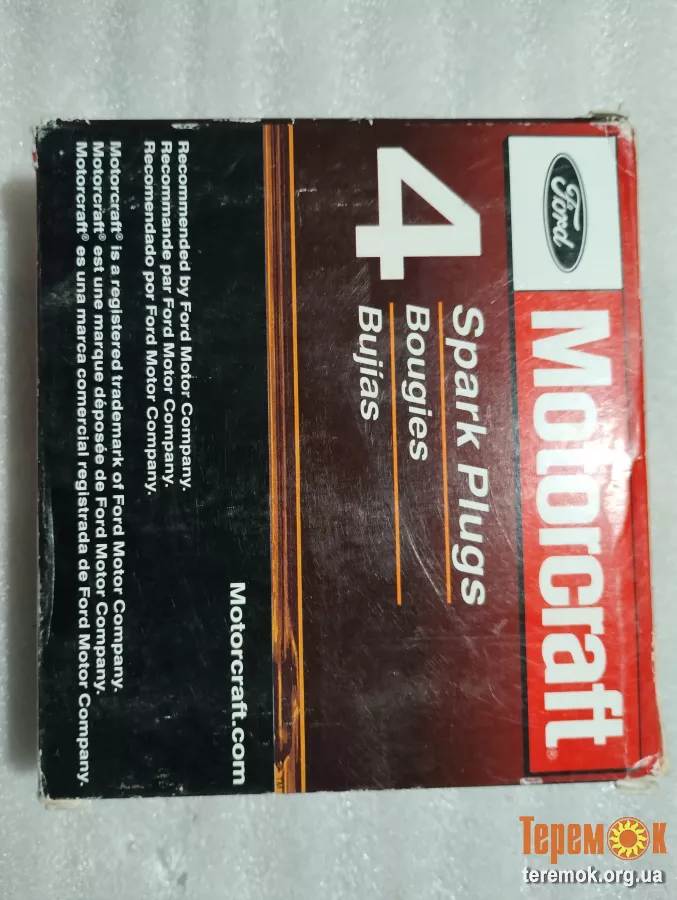 Ford
Motorcraft®
4
Spark Plugs
Bougies
Bujías
Motorcraft.com
Recommended by Ford Motor Company.
Recommande par Ford Motor Company.
Recomendado por Ford Motor Company.
Motorcraft® is a registered trademark of Ford Motor Company.
Motorcraft® est une marque déposée de Ford Motor Company.
Motorcraft® es una marca comercial registrada de Ford Motor Company.
Теремок
teremok.org.ua